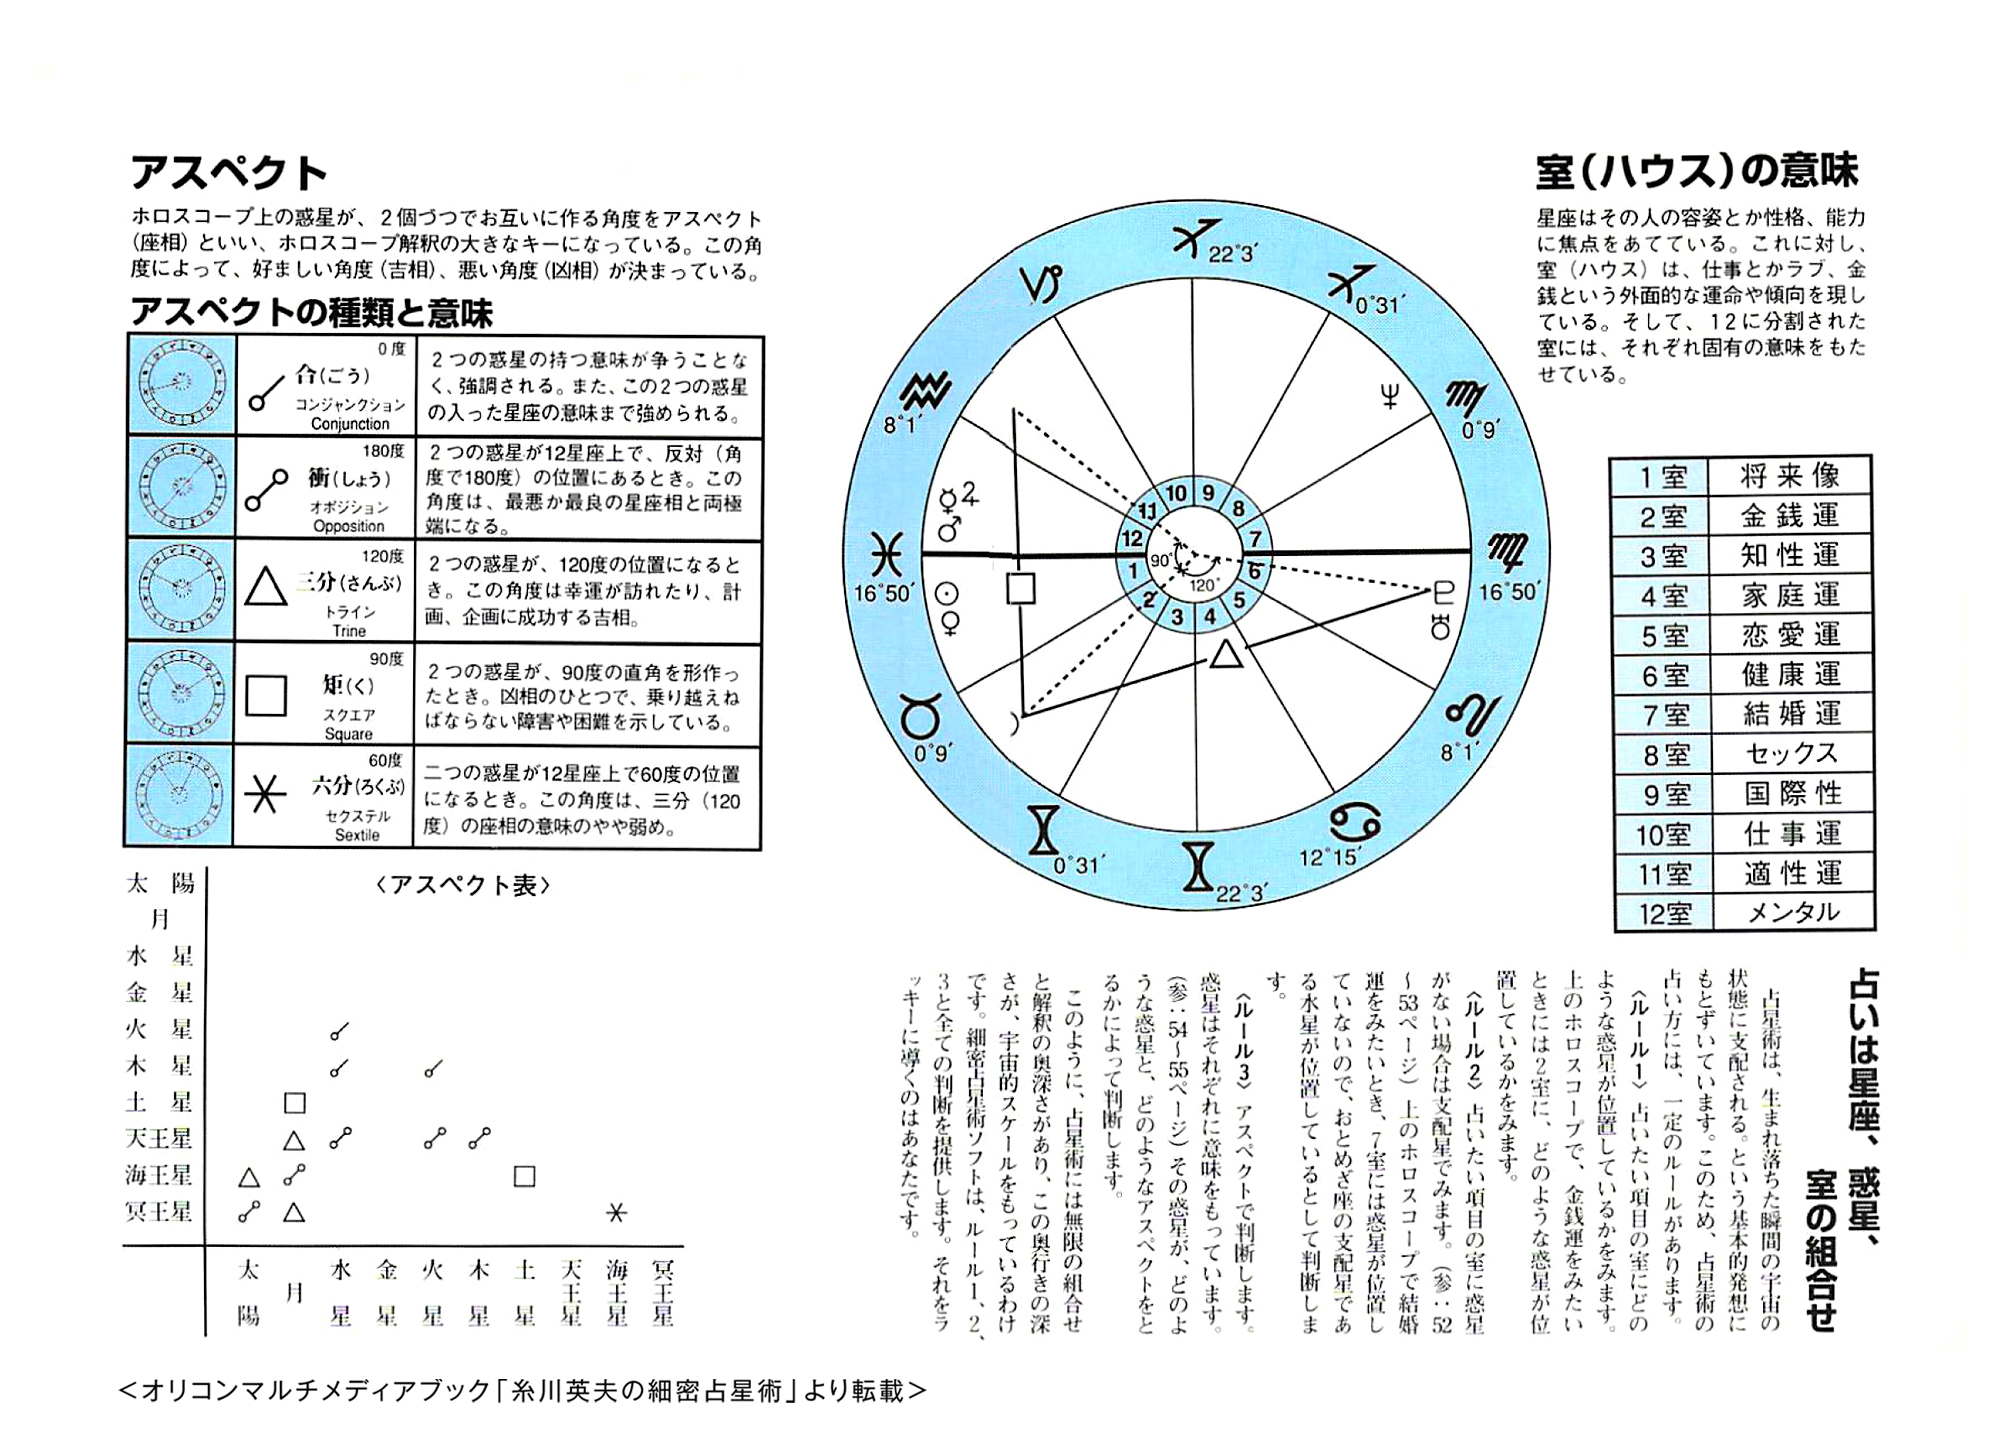 アスペクト
ホロスコープ上の惑星が、2個づつでお互いに作る角度をアスペクト
(座相)といい、ホロスコープ解釈の大きなキーになっている。この角
度によって、好ましい角度(吉相)、悪い角度(凶相)が決まっている。
アスペクトの種類と意味
0度
合(ごう)
コンジャンクション
Conjunction
2つの惑星の持つ意味が争うことな
く、強調される。また、この2つの惑星
の入った星座の意味まで強められる。
180度
衝(しょう)
オポジション
Opposition
2つの惑星が12星座上で、反対(角
度で180度)の位置にあるとき。この
角度は、最悪か最良の星座相と両極
端になる。
120度
三分(さんぶ)
トライン
Trine
2つの惑星が、120度の位置になると
き。この角度は幸運が訪れたり、計
画、企画に成功する吉相。
90度
矩(く)
スクエア
Square
2つの惑星が、90度の直角を形作っ
たとき。凶相のひとつで、乗り越えね
ばならない障害や困難を示している。
60度
六分(ろくぶ)
セクステル
Sextile
二つの惑星が12星座上で60度の位置
になるとき。この角度は、三分(120
度)の座相の意味のやや弱め。
〈アスペクト表〉
太陽
月
水星
金星
火星
木星
土星
天王星
海王星
冥王星
太陽
月
水星
金星
火星
木星
土星
天王星
海王星
冥王星
♐ 22°3′
♐ 0°31′
♍ 0°9′
♍ 16°50′
♌ 8°1′
♋ 12°15′
♊ 22°3′
♊ 0°31′
♉ 0°9′
♓ 16°50′
♒ 8°1′
♑
♆
☿♃
♂
☉
♀
♇
♅
1
2
3
4
5
6
7
8
9
10
11
12
90°
120°
室(ハウス)の意味
星座はその人の容姿とか性格、能力
に焦点をあてている。これに対し、
室(ハウス)は、仕事とかラブ、金
銭という外面的な運命や傾向を現し
ている。そして、12に分割された
室には、それぞれ固有の意味をもた
せている。
1室 将来像
2室 金銭運
3室 知性運
4室 家庭運
5室 恋愛運
6室 健康運
7室 結婚運
8室 セックス
9室 国際性
10室 仕事運
11室 適性運
12室 メンタル
占いは星座、惑星、
室の組合せ
占星術は、生まれ落ちた瞬間の宇宙の
状態に支配される。という基本的発想に
もとずいています。このため、占星術の
占い方には、一定のルールがあります。
〈ルール1〉占いたい項目の室にどの
ような惑星が位置しているかをみます。
上のホロスコープで、金銭運をみたい
ときには2室に、どのような惑星が位
置しているかをみます。
〈ルール2〉占いたい項目の室に惑星
がない場合は支配星でみます。(参:52
~53ページ)上のホロスコープで結婚
運をみたいとき、7室には惑星が位置し
ていないので、おとめざ座の支配星であ
る水星が位置しているとして判断しま
す。
〈ルール3〉アスペクトで判断します。
惑星はそれぞれに意味をもっています。
(参:54~55ページ)その惑星が、どのよ
うな惑星と、どのようなアスペクトをと
るかによって判断します。
このように、占星術には無限の組合せ
と解釈の奥深さがあり、この奥行きの深
さが、宇宙的スケールをもっているわけ
です。細密占星術ソフトは、ルール1、2、
3と全ての判断を提供します。それをラ
ッキーに導くのはあなたです。
<オリコンマルチメディアブック「糸川英夫の細密占星術」より転載>